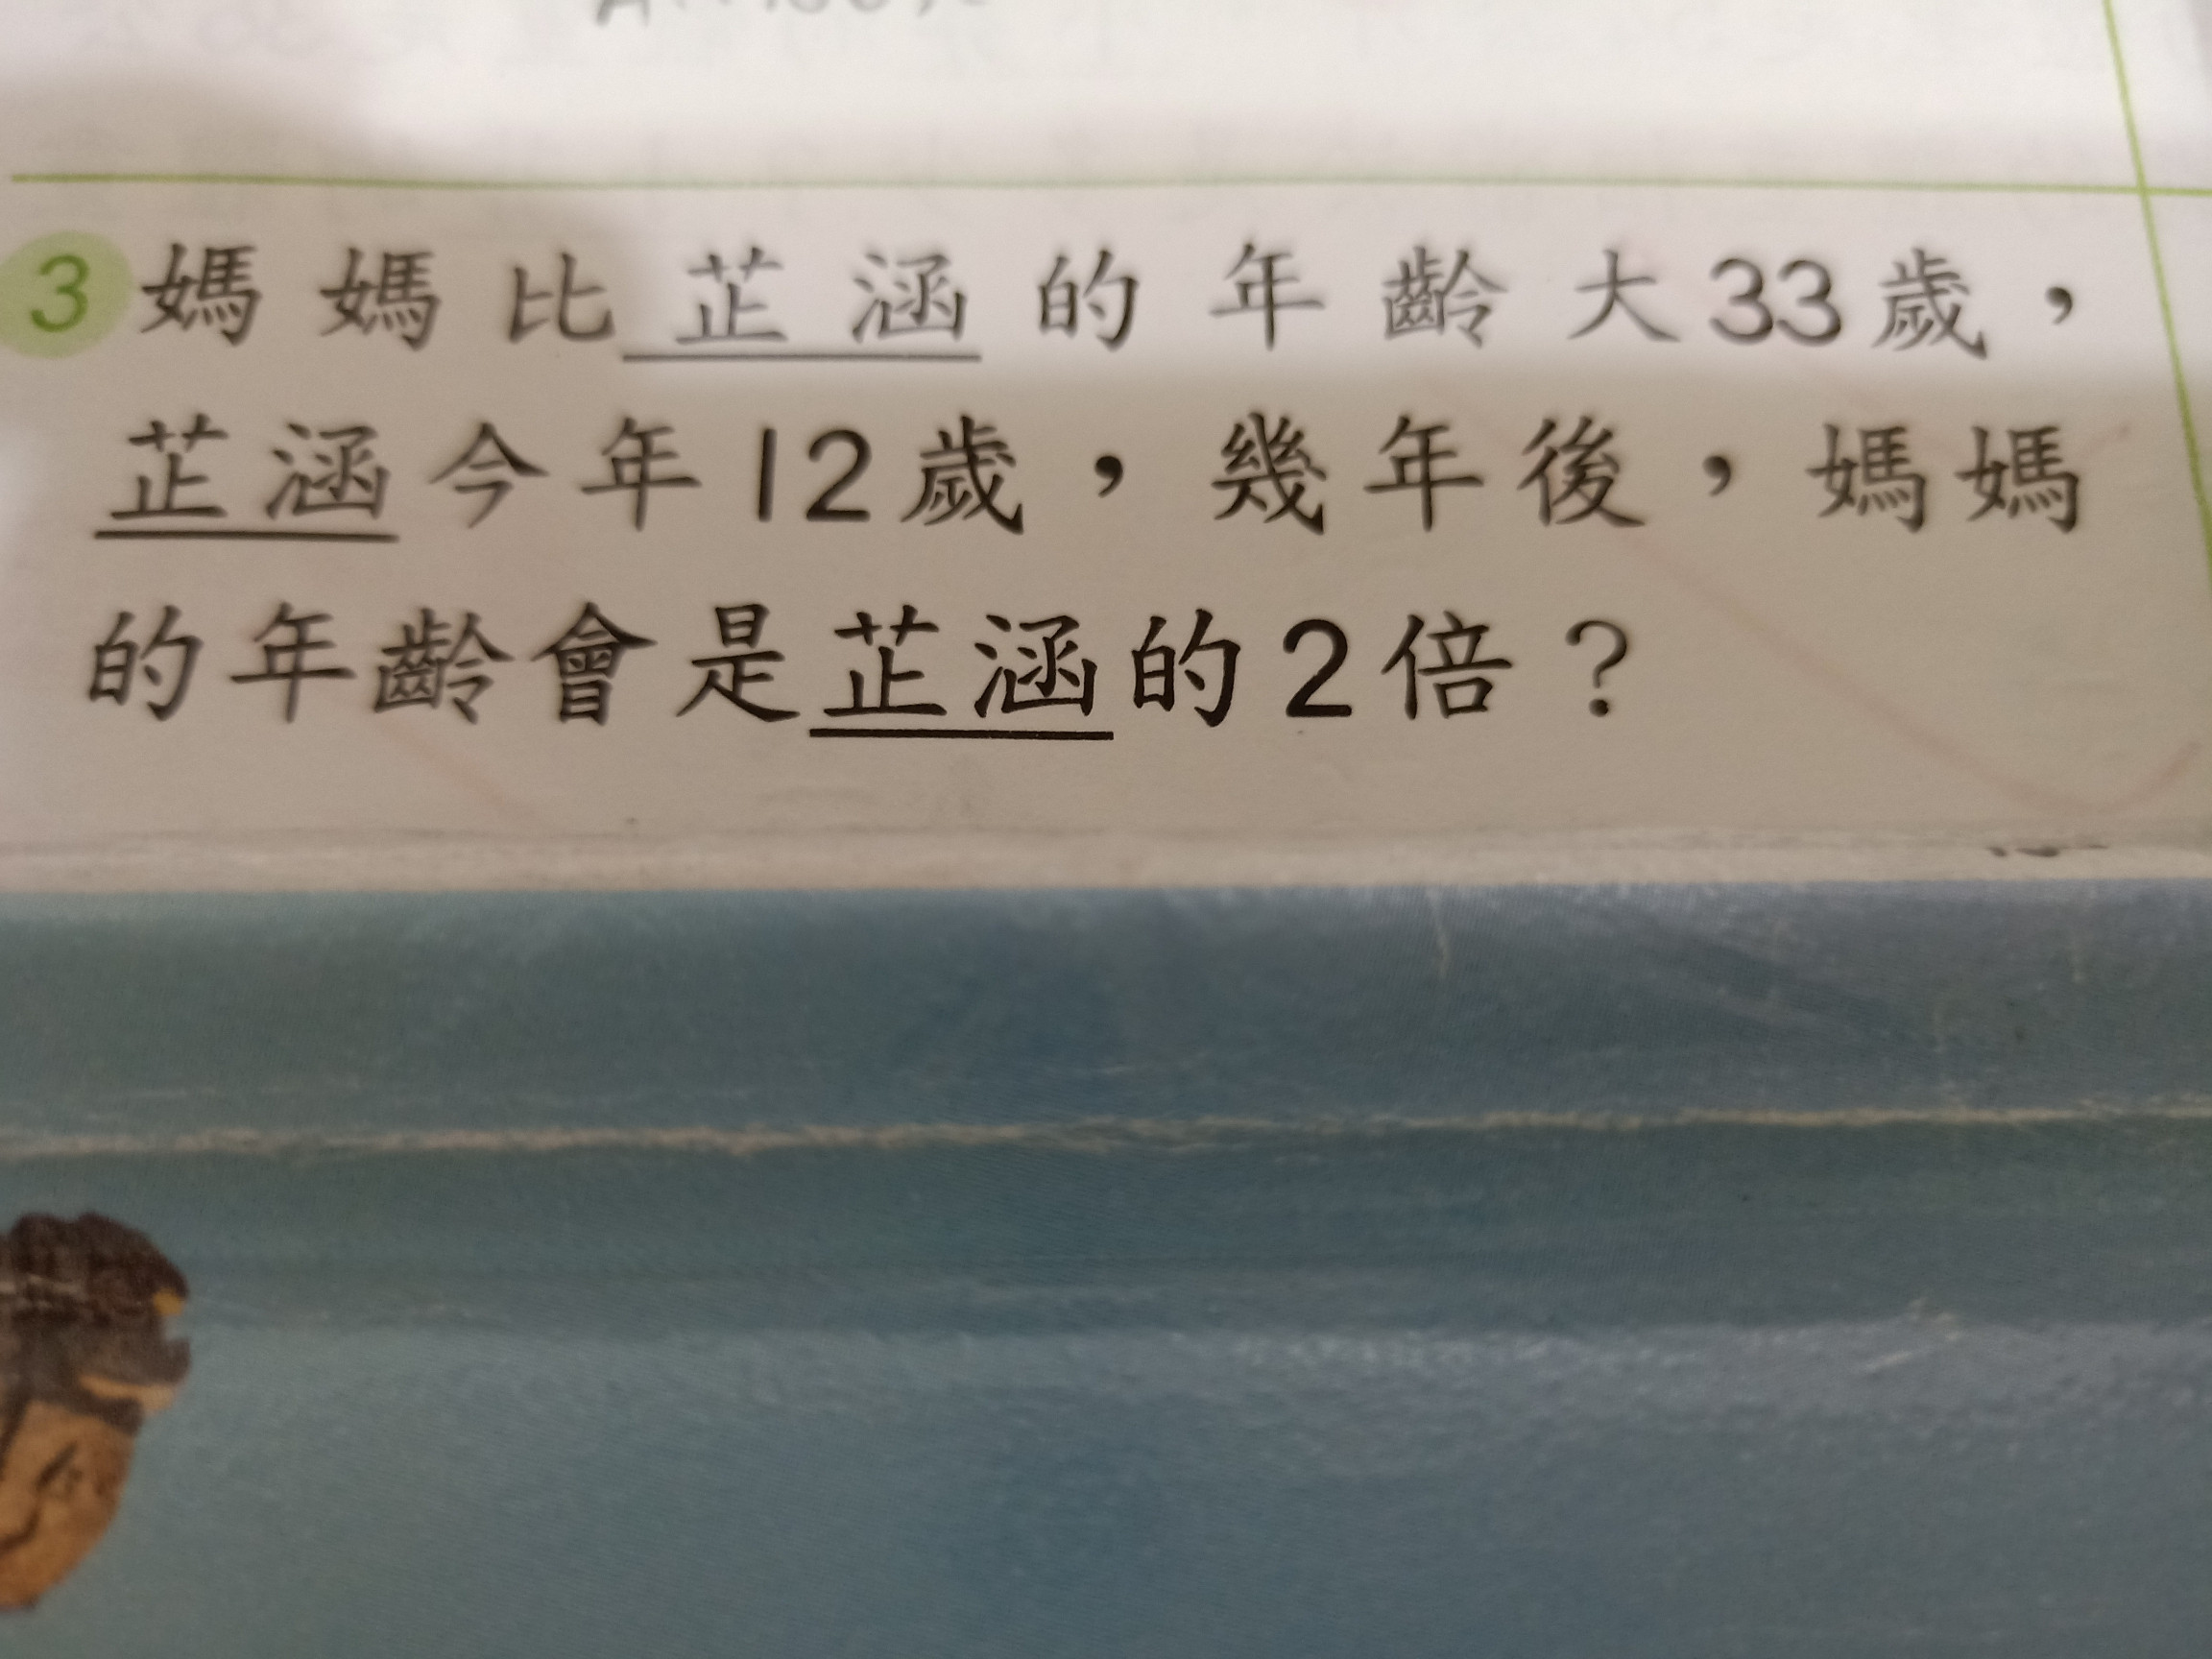 3 媽媽比芷涵的年齡大33歲，
芷涵今年12歲，幾年後，媽媽
的年齡會是芷涵的2倍？